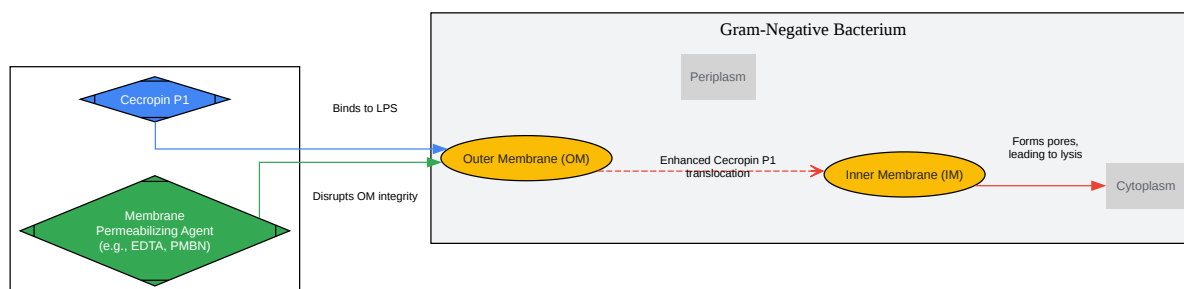 Gram-Negative Bacterium
Periplasm
Cecropin P1
Binds to LPS
Outer Membrane (OM)
Enhanced Cecropin P1
translocation
Inner Membrane (IM)
Forms pores,
leading to lysis
Cytoplasm
Disrupts OM integrity
Membrane
Permeabilizing Agent
(e.g., EDTA, PMBN)